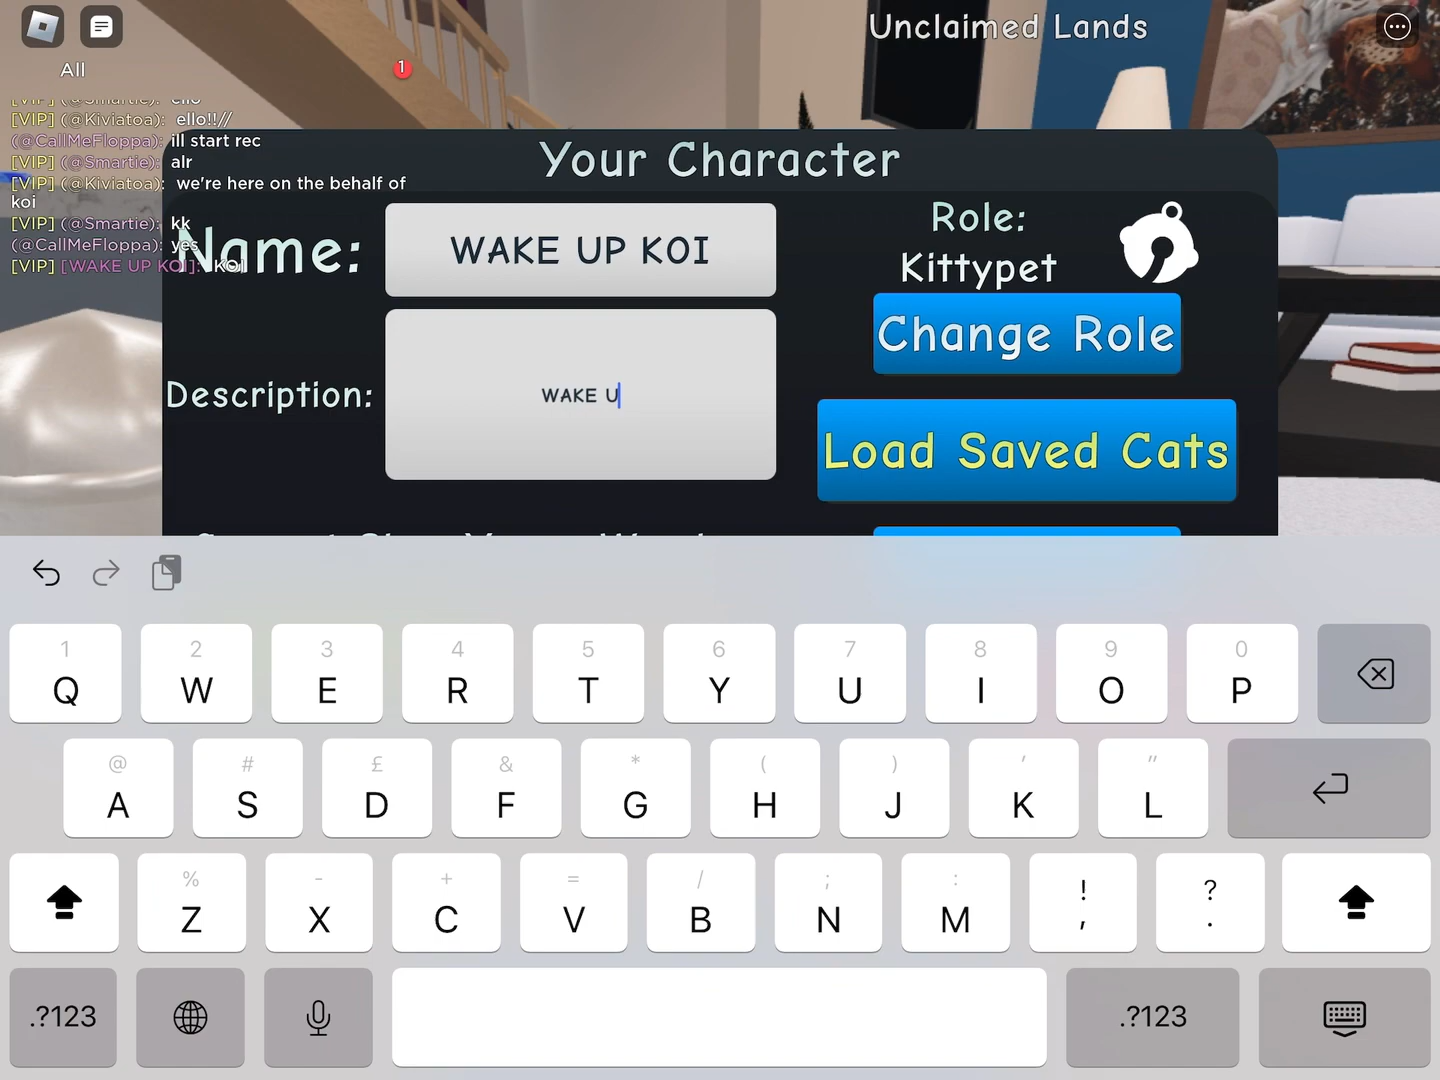 Unclaimed Lands
All
1
[VIP] (@Smartie): ello
[VIP] (@Kiviatoa): ello!!//
(@CallMeFloppa): ill start rec
[VIP] (@Smartie): alr
[VIP] (@Kiviatoa): we're here on the behalf of
koi
[VIP] (@Smartie): kk
(@CallMeFloppa): yes
[VIP] [WAKE UP KOI]: KOI
Your Character
Name:
WAKE UP KOI
Role:
Kittypet
Change Role
Description:
WAKE U
Load Saved Cats
1 2 3 4 5 6 7 8 9 0
Q W E R T Y U I O P
@ # £ & * ( ) ' "
A S D F G H J K L
% - + = / ; : ! ?
Z X C V B N M , .
.?123
.?123